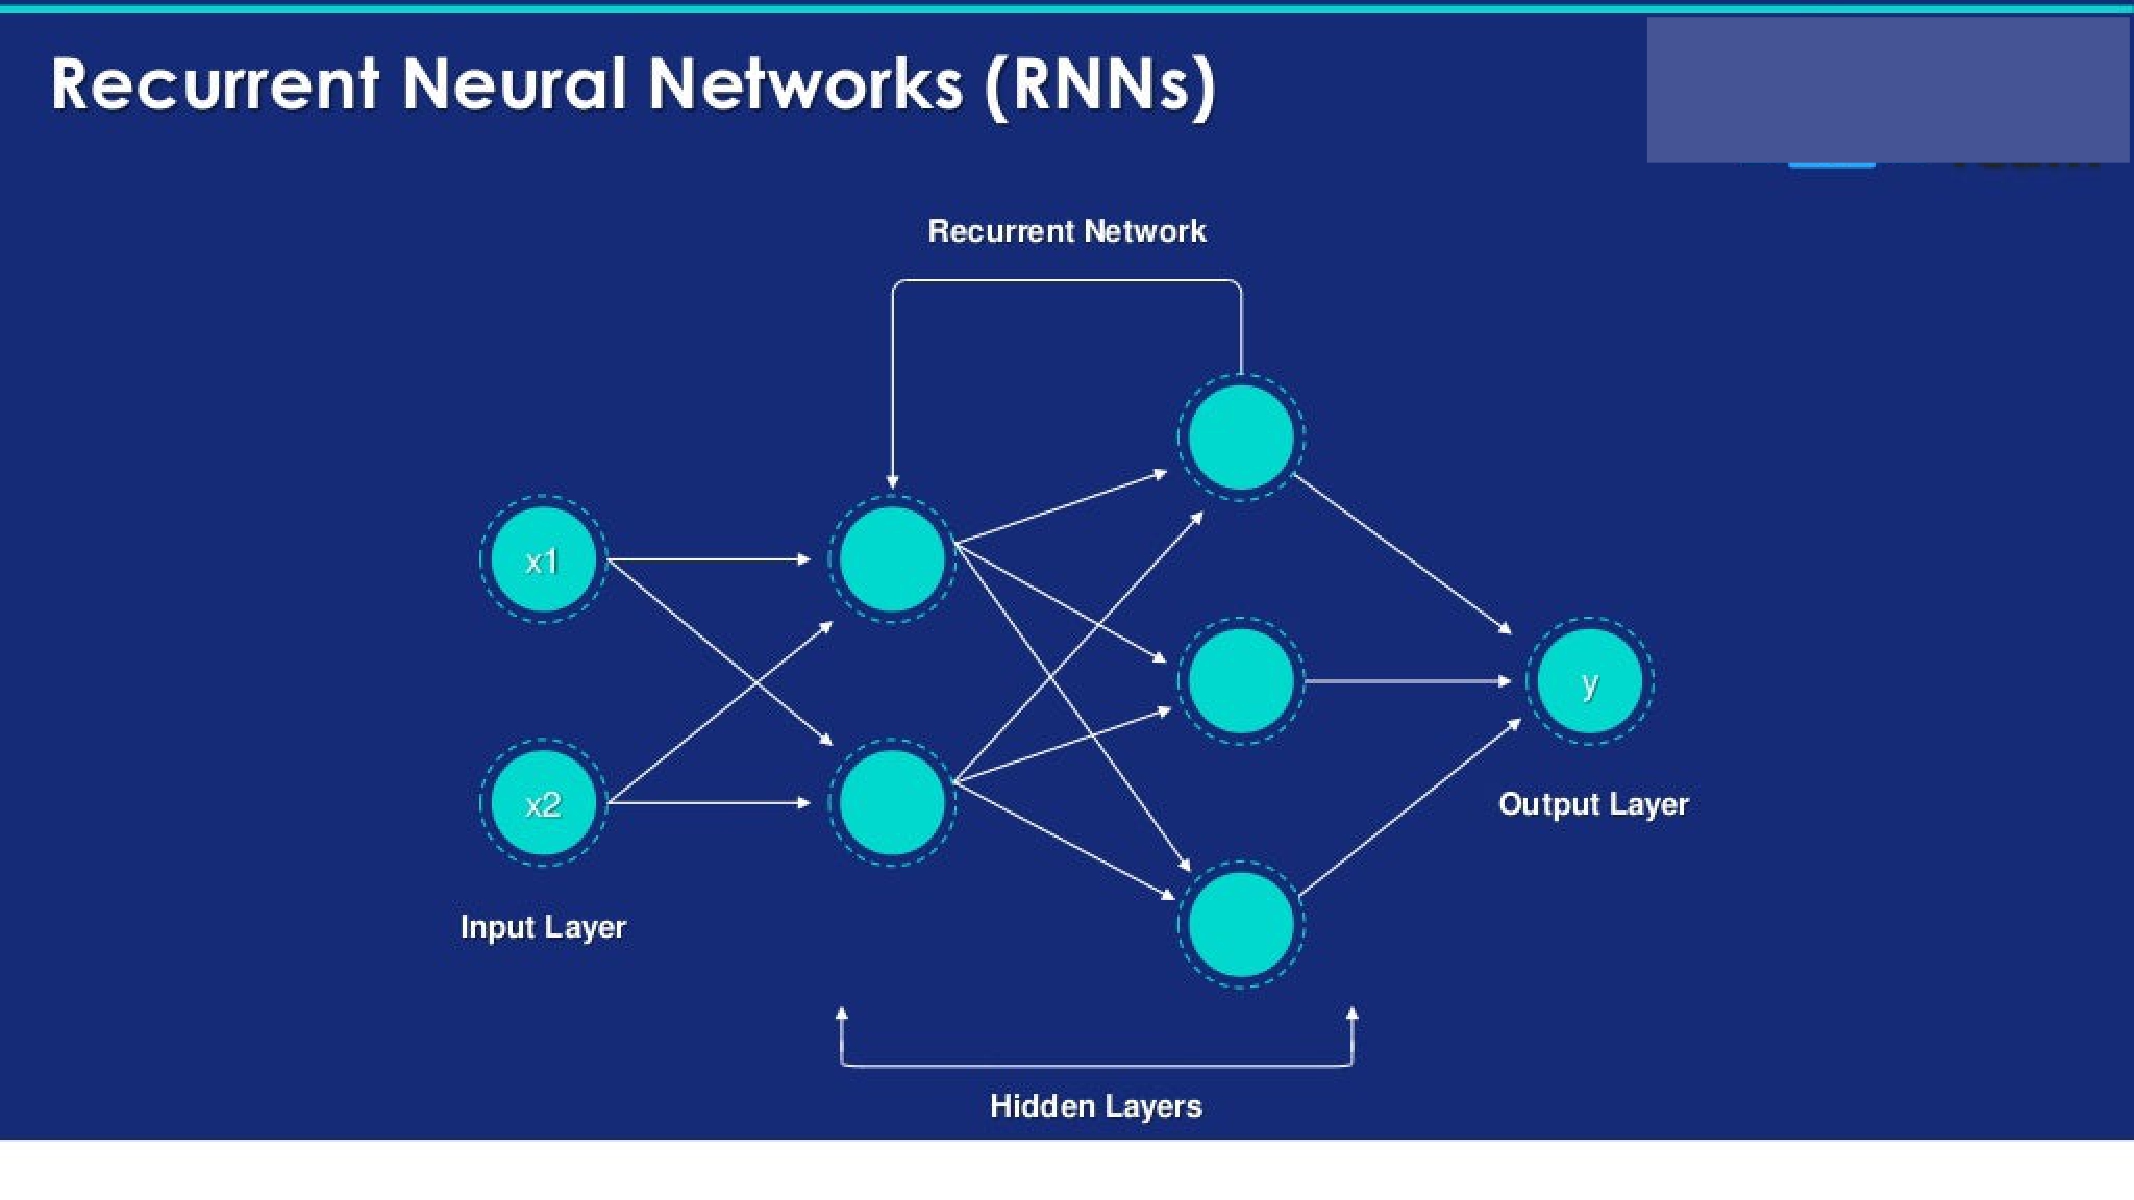 Recurrent Neural Networks (RNNs)
Recurrent Network
x1
x2
y
Output Layer
Input Layer
Hidden Layers